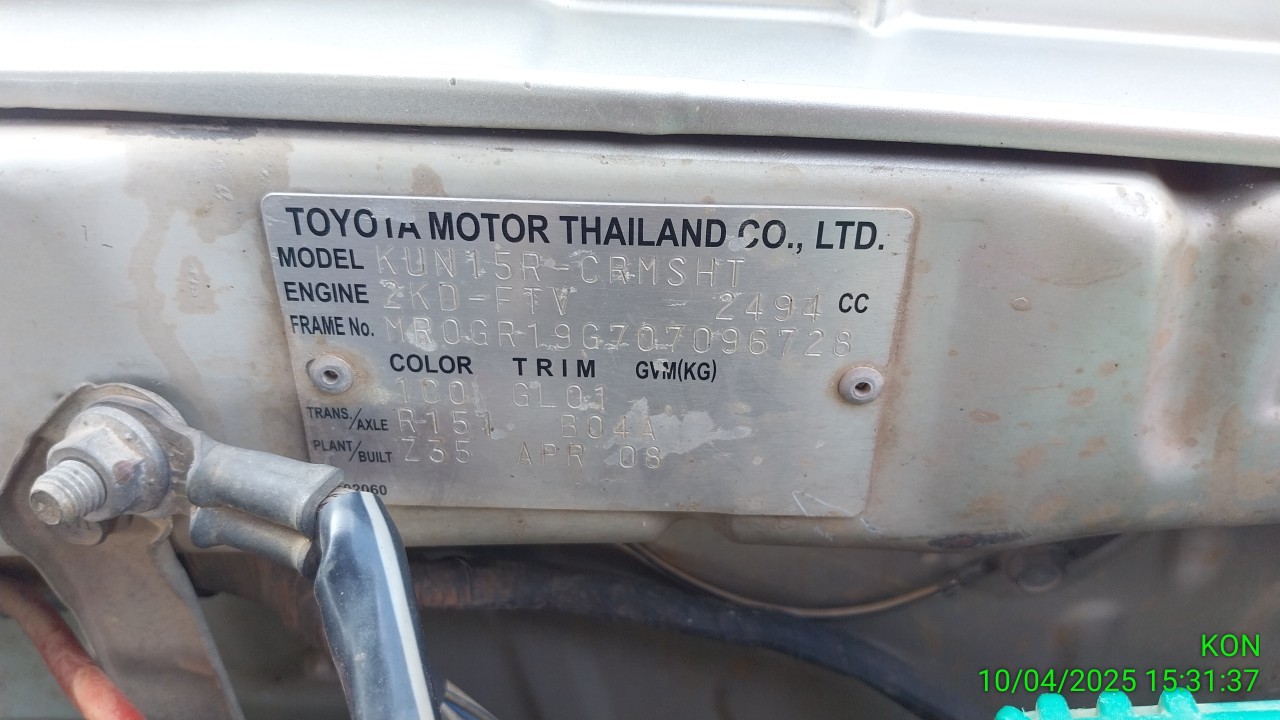 TOYOTA MOTOR THAILAND CO., LTD.
MODEL KUN15R-CRMSHT
ENGINE 2KD-FTV - 2494 CC
FRAME No. MR0GR19G707096728
COLOR TRIM GVM(KG)
1C0 GL01
TRANS./AXLE R151 B04A
PLANT/BUILT Z35 APR 08
KON
10/04/2025 15:31:37